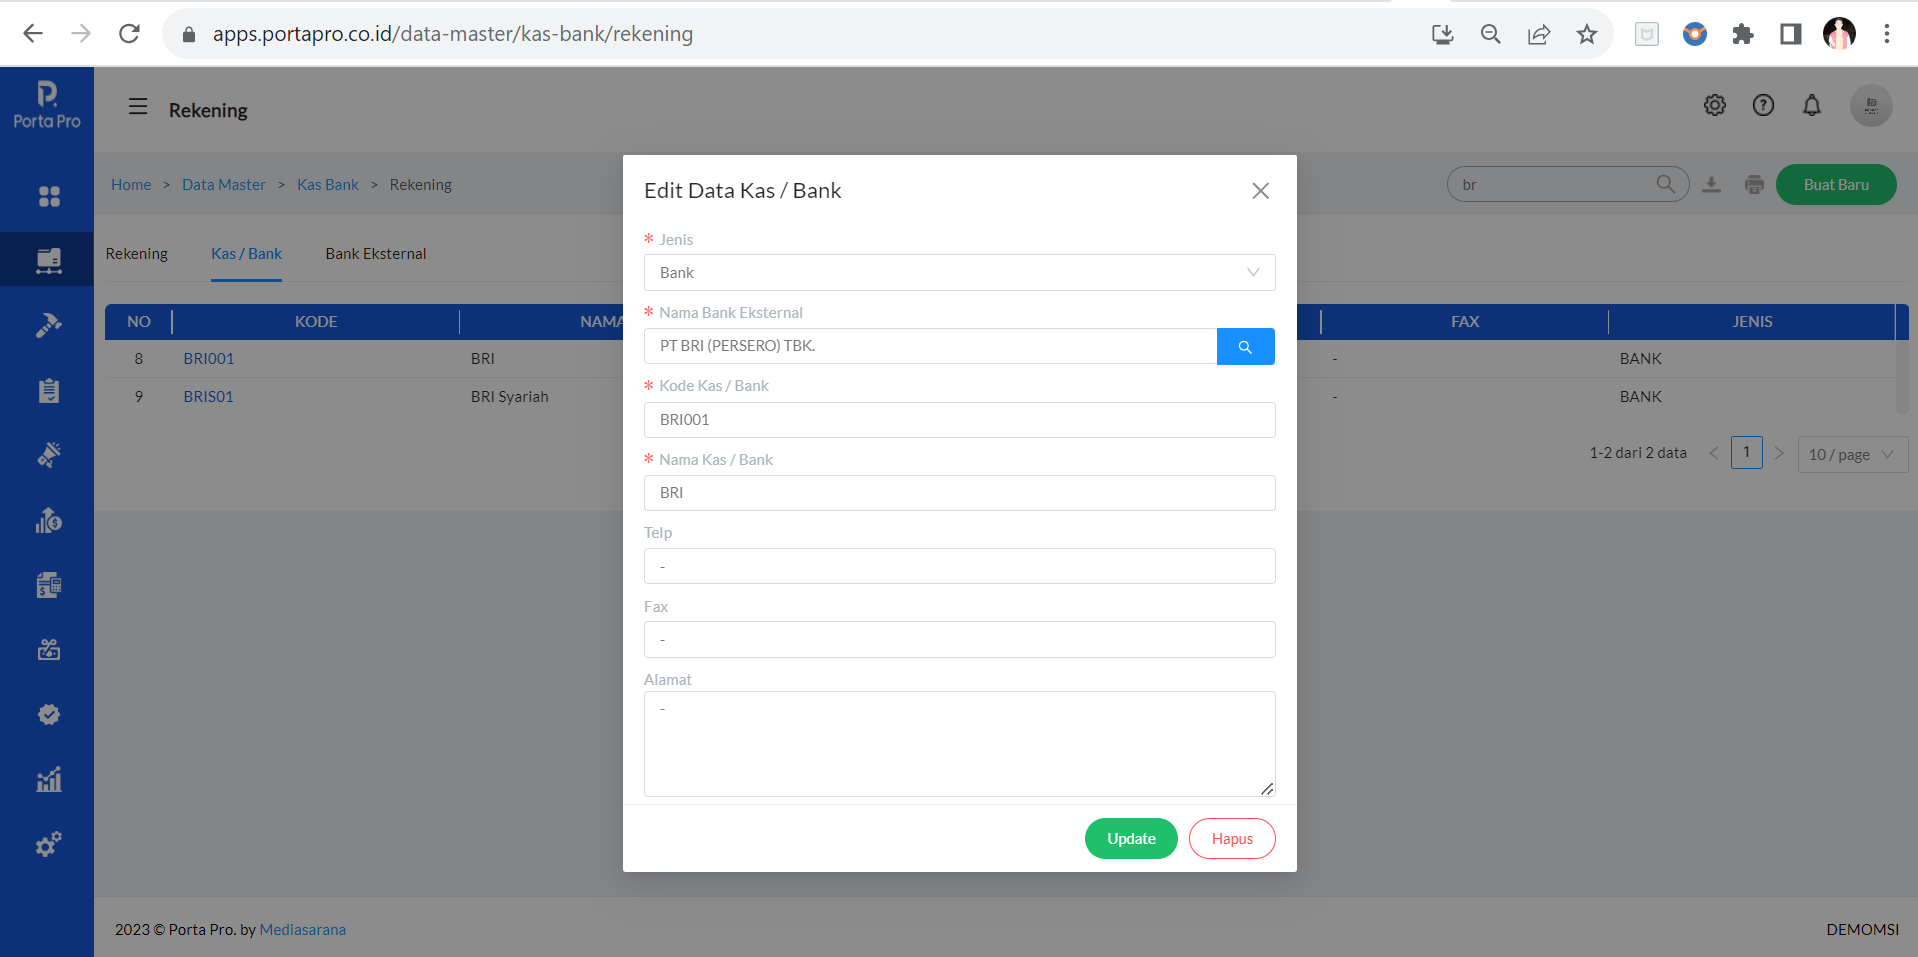 apps.portapro.co.id/data-master/kas-bank/rekening
Porta Pro
Rekening
Home > Data Master > Kas Bank > Rekening
br
Buat Baru
Rekening Kas / Bank Bank Eksternal
NO KODE NAMA FAX JENIS
8 BRI001 BRI - BANK
9 BRIS01 BRI Syariah - BANK
1-2 dari 2 data < 1 > 10 / page
Edit Data Kas / Bank
* Jenis
Bank
* Nama Bank Eksternal
PT BRI (PERSERO) TBK.
* Kode Kas / Bank
BRI001
* Nama Kas / Bank
BRI
Telp
-
Fax
-
Alamat
-
Update Hapus
2023 © Porta Pro. by Mediasarana
DEMOMSI